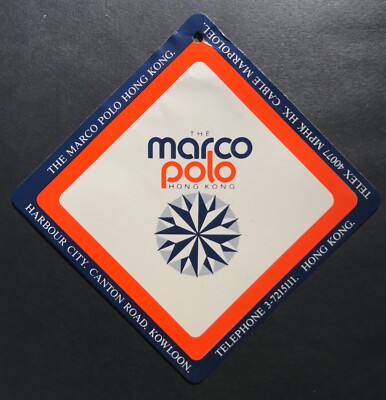 THE MARCO POLO HONG KONG.
TELEX 40077 MPHK HX. CABLE MARPOLOEL.
THE
marco
polo
HONG KONG
HARBOUR CITY. CANTON ROAD. KOWLOON.
TELEPHONE 3-7215111. HONG KONG.